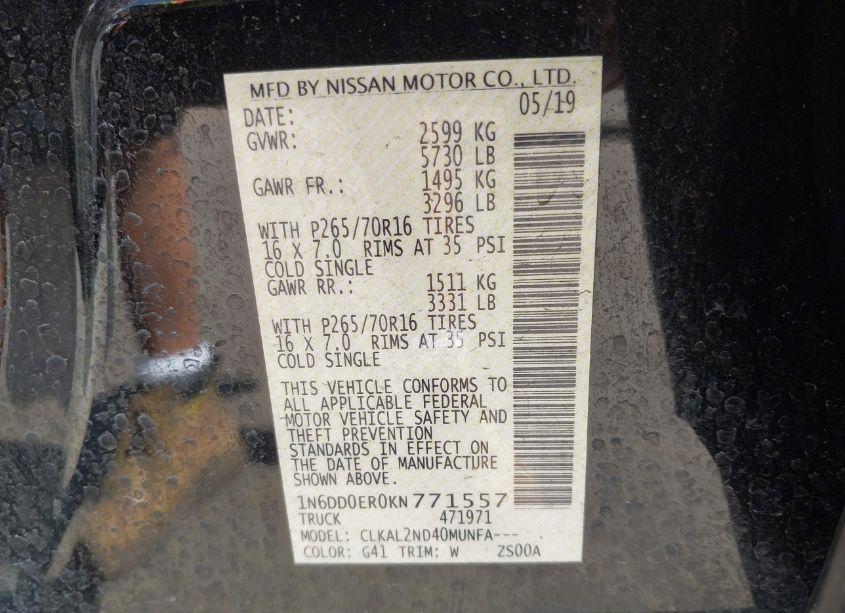 MFD BY NISSAN MOTOR CO., LTD.
DATE: 05/19
GVWR: 2599 KG
5730 LB
GAWR FR.: 1495 KG
3296 LB
WITH P265/70R16 TIRES
16 X 7.0 RIMS AT 35 PSI
COLD SINGLE
GAWR RR.: 1511 KG
3331 LB
WITH P265/70R16 TIRES
16 X 7.0 RIMS AT 35 PSI
COLD SINGLE
THIS VEHICLE CONFORMS TO
ALL APPLICABLE FEDERAL
MOTOR VEHICLE SAFETY AND
THEFT PREVENTION
STANDARDS IN EFFECT ON
THE DATE OF MANUFACTURE
SHOWN ABOVE.
1N6DD0ER0KN771557
TRUCK 471971
MODEL: CLKAL2ND40MUNFA---
COLOR: G41 TRIM: W ZS00A